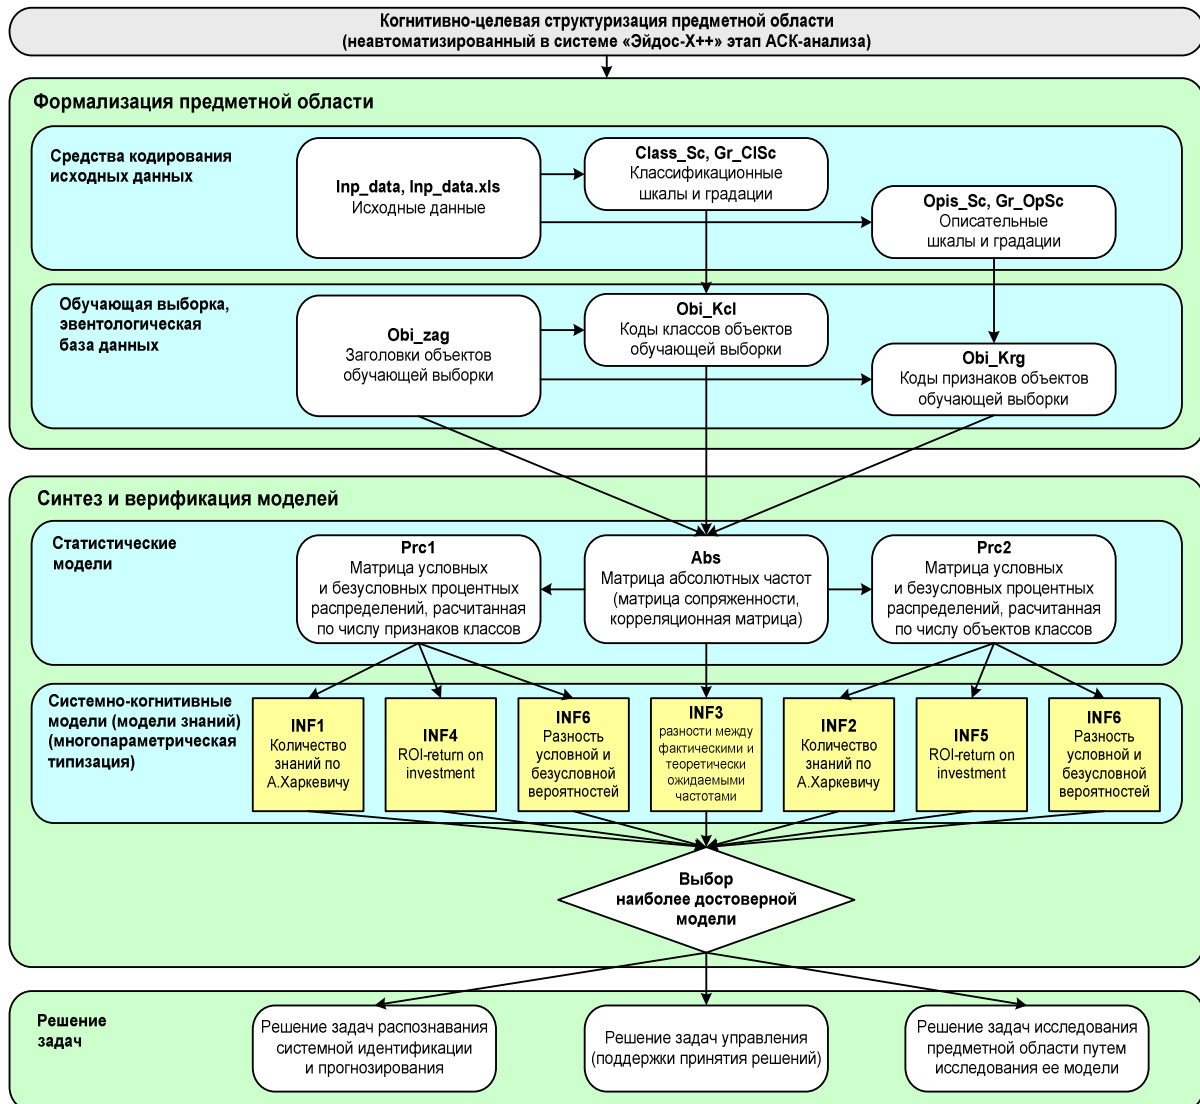 Когнитивно-целевая структуризация предметной области
(неавтоматизированный в системе «Эйдос-X++» этап АСК-анализа)
Формализация предметной области
Средства кодирования
исходных данных
Inp_data, Inp_data.xls
Исходные данные
Class_Sc, Gr_ClSc
Классификационные
шкалы и градации
Opis_Sc, Gr_OpSc
Описательные
шкалы и градации
Обучающая выборка,
эвентологическая
база данных
Obi_zag
Заголовки объектов
обучающей выборки
Obi_Kcl
Коды классов объектов
обучающей выборки
Obi_Krg
Коды признаков объектов
обучающей выборки
Синтез и верификация моделей
Статистические
модели
Prc1
Матрица условных
и безусловных процентных
распределений, расчитанная
по числу признаков классов
Abs
Матрица абсолютных частот
(матрица сопряженности,
корреляционная матрица)
Prc2
Матрица условных
и безусловных процентных
распределений, расчитанная
по числу объектов классов
Системно-когнитивные
модели (модели знаний)
(многопараметрическая
типизация)
INF1
Количество
знаний по
А.Харкевичу
INF4
ROI-return on
investment
INF6
Разность
условной и
безусловной
вероятностей
INF3
разности между
фактическими и
теоретически
ожидаемыми
частотами
INF2
Количество
знаний по
А.Харкевичу
INF5
ROI-return on
investment
INF6
Разность
условной и
безусловной
вероятностей
Выбор
наиболее достоверной
модели
Решение
задач
Решение задач распознавания
системной идентификации
и прогнозирования
Решение задач управления
(поддержки принятия решений)
Решение задач исследования
предметной области путем
исследования ее модели